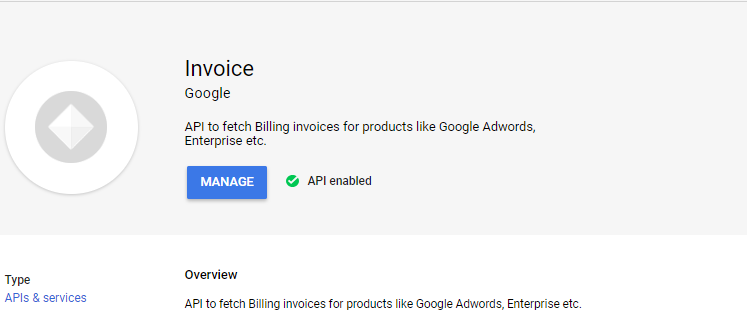 Invoice
Google
API to fetch Billing invoices for products like Google Adwords,
Enterprise etc.
MANAGE
API enabled
Type
APIs & services
Overview
API to fetch Billing invoices for products like Google Adwords, Enterprise etc.